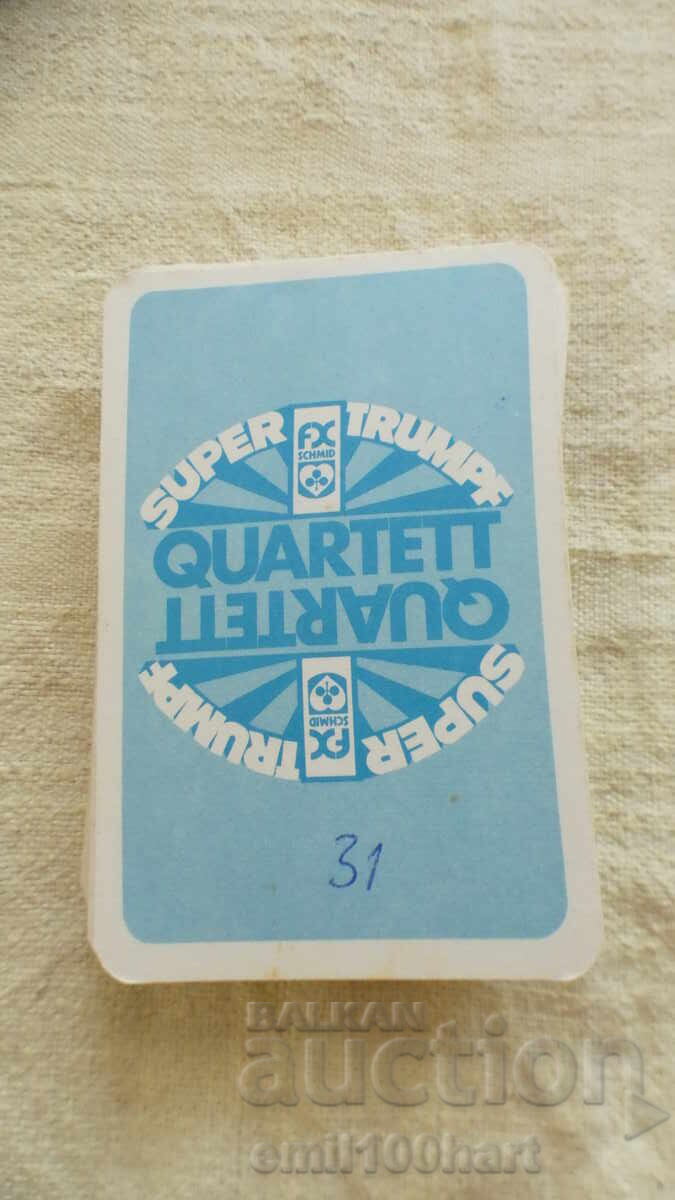 SUPER TRUMPF
FX
SCHMID
QUARTETT
QUARTETT
SUPER TRUMPF
FX
SCHMID
31
BALKAN
auction
emil100hart